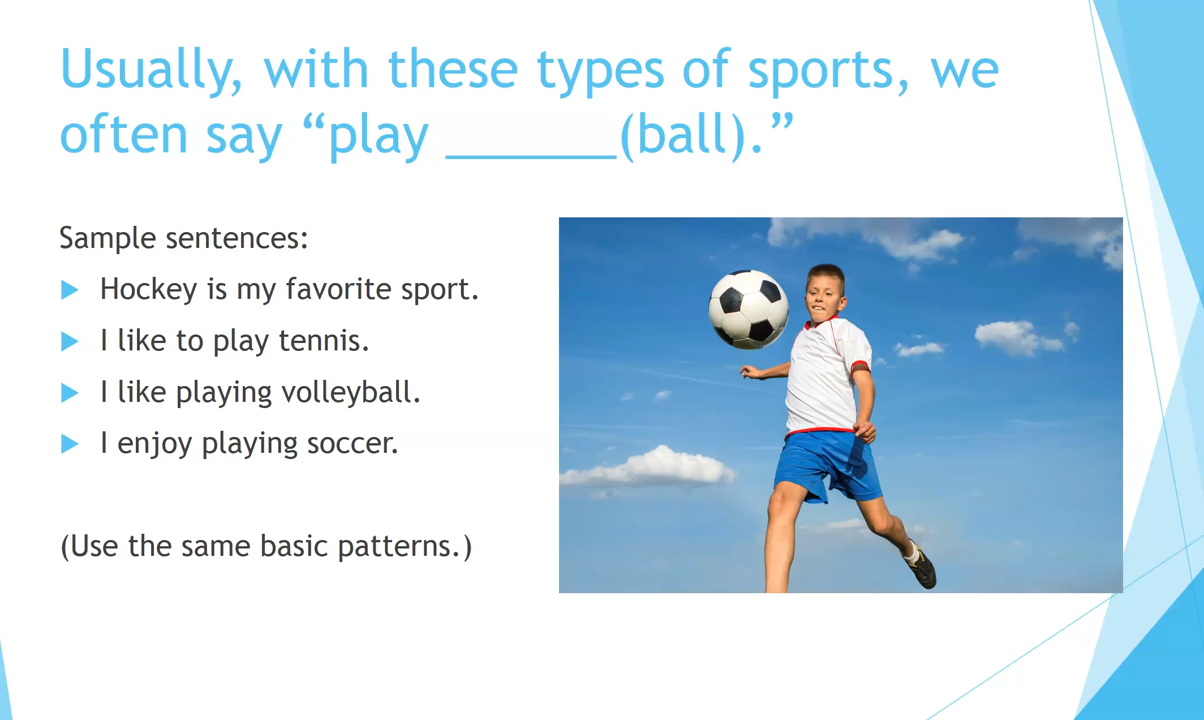 Usually, with these types of sports, we
often say “play ______(ball).”
Sample sentences:
Hockey is my favorite sport.
I like to play tennis.
I like playing volleyball.
I enjoy playing soccer.
(Use the same basic patterns.)